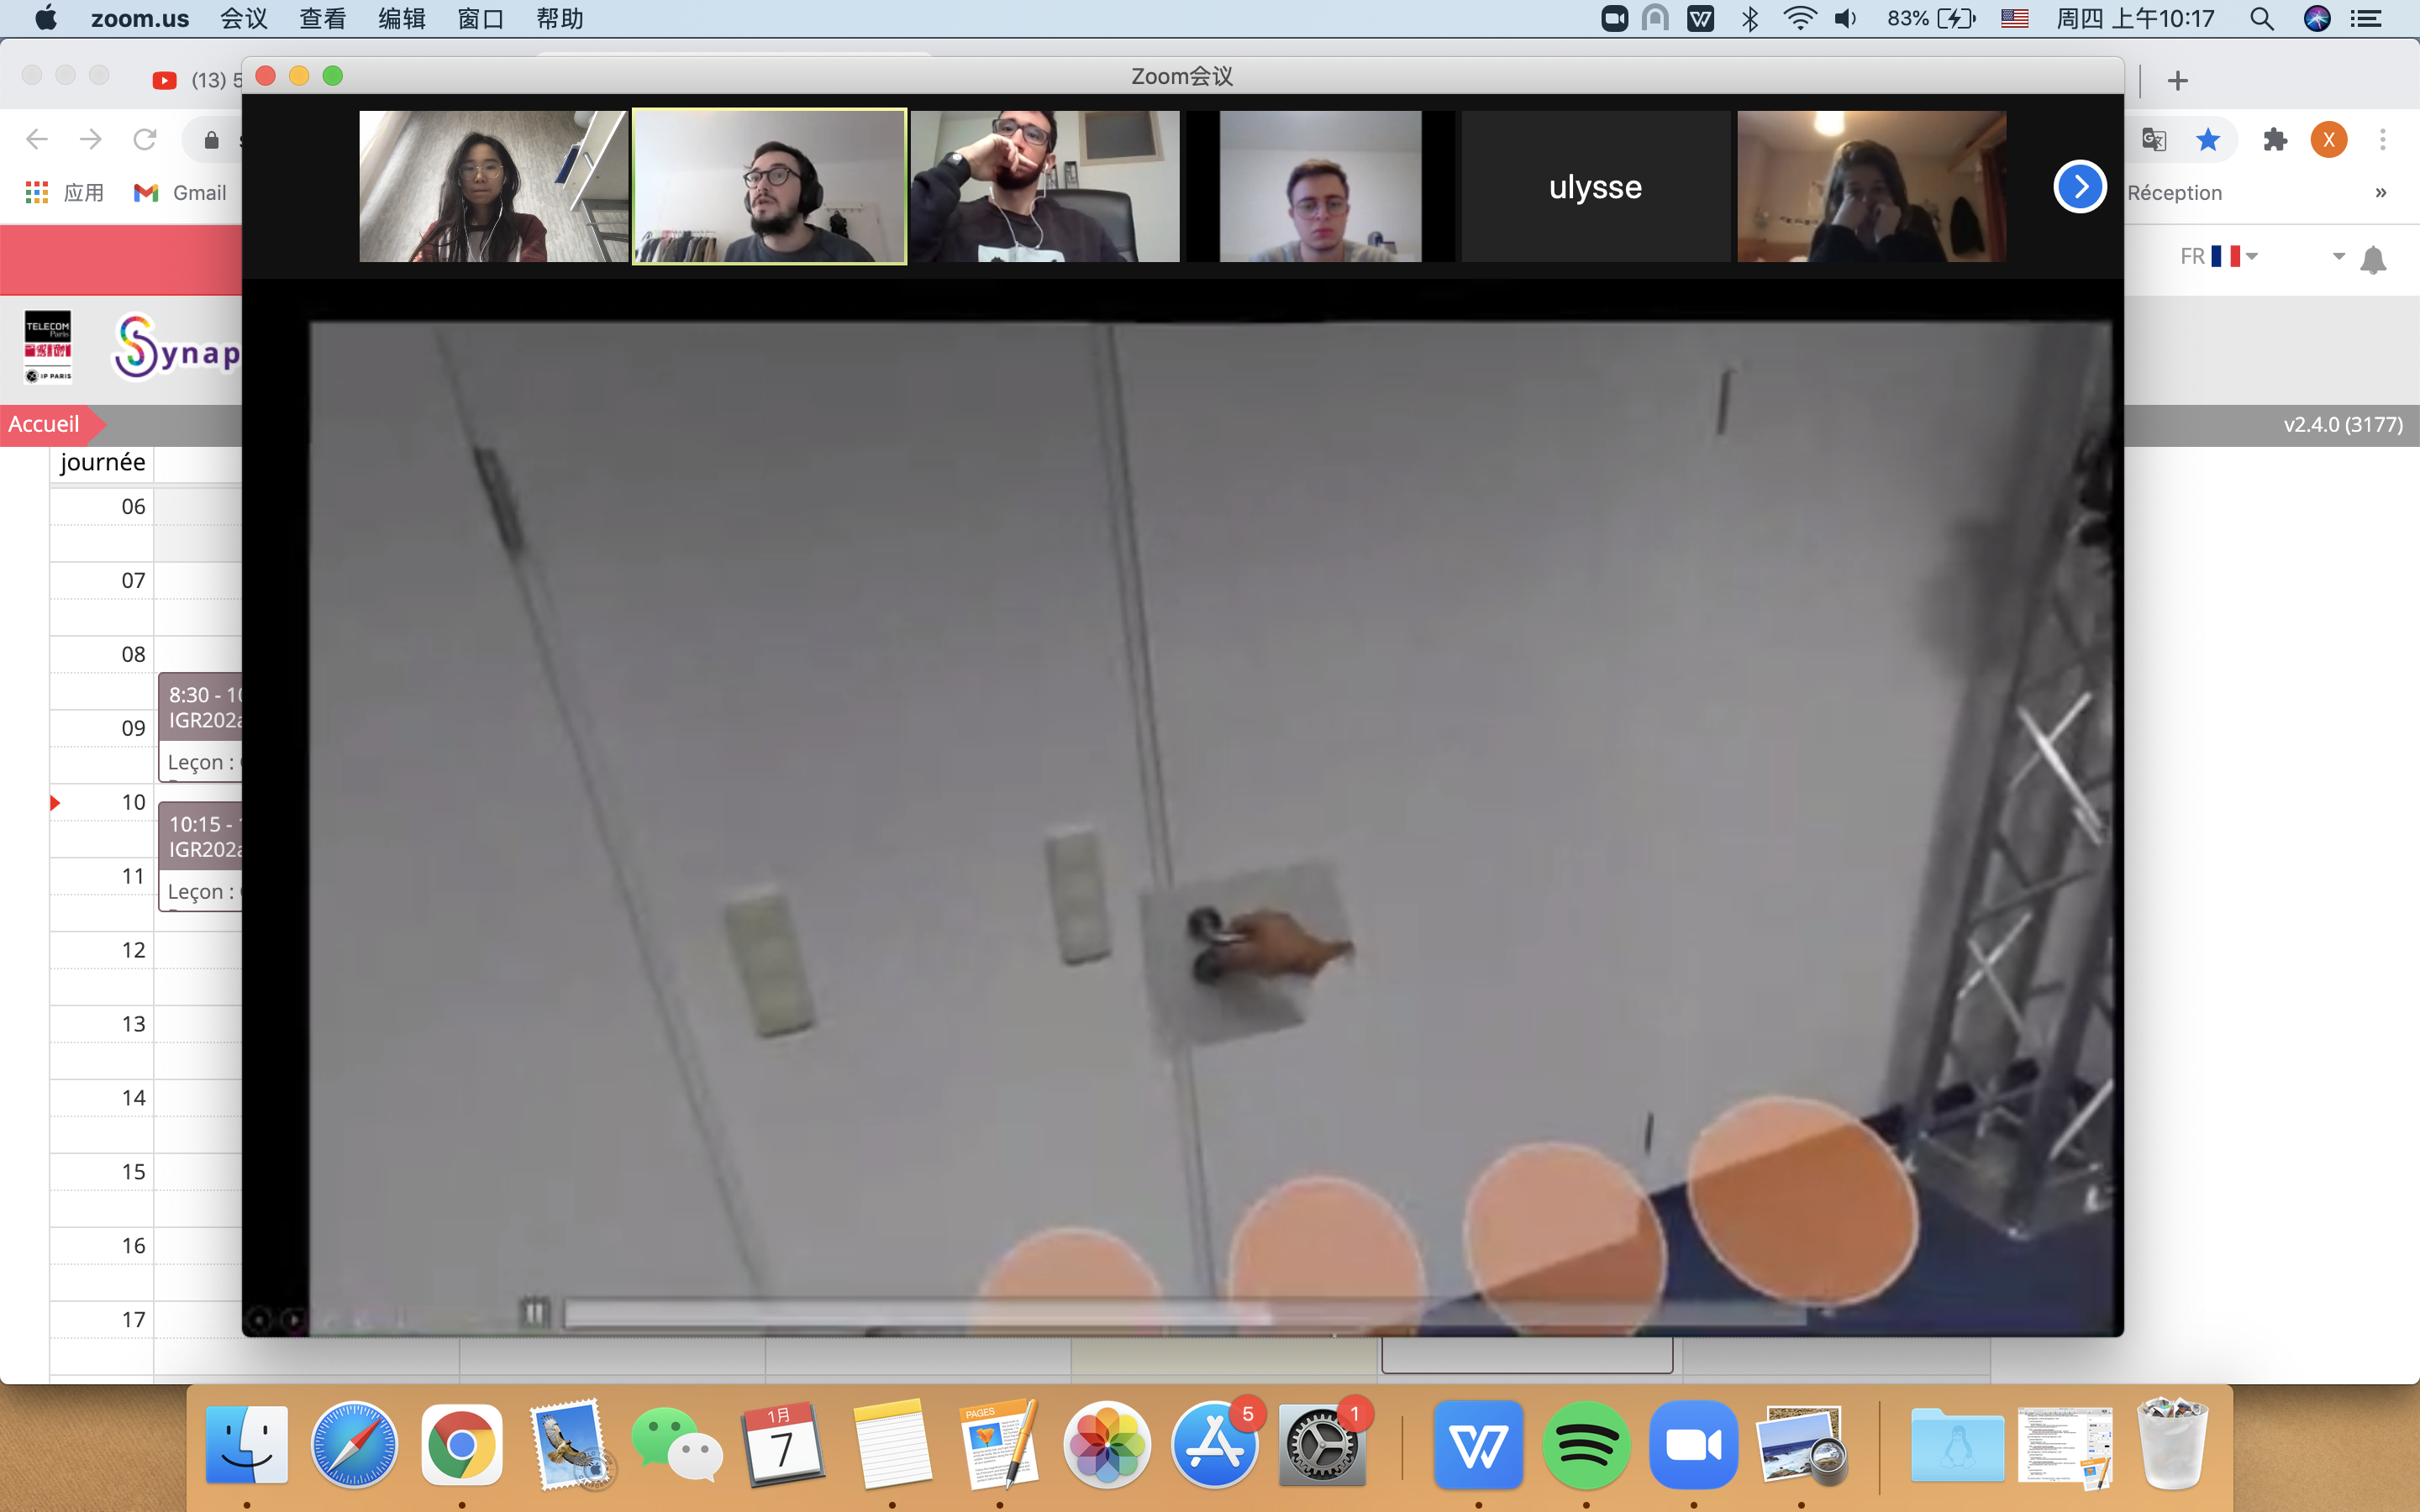 zoom.us 会议 查看 编辑 窗口 帮助 83% 周四 上午10:17
(13) 5
Zoom会议
X
应用 Gmail Réception »
ulysse
FR
TELECOM
Paris
IP PARIS
Synap
Accueil v2.4.0 (3177)
journée
06
07
08
8:30 - 10
IGR202a
09
Leçon :
10
10:15 -
IGR202a
11
Leçon :
12
13
14
15
16
17
1月
7
PAGES
5
1